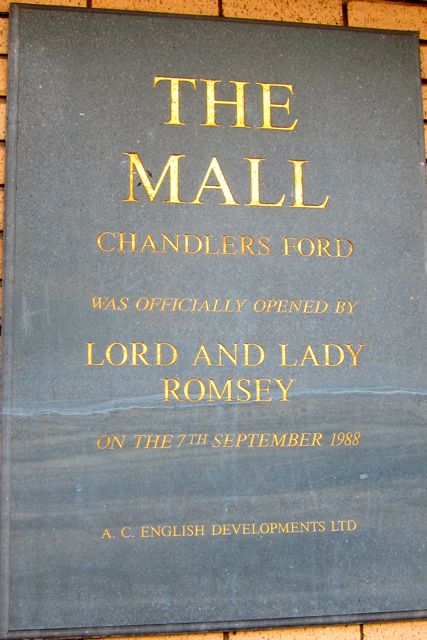 THE
MALL
CHANDLERS FORD
WAS OFFICIALLY OPENED BY
LORD AND LADY
ROMSEY
ON THE 7TH SEPTEMBER 1988
A. C. ENGLISH DEVELOPMENTS LTD